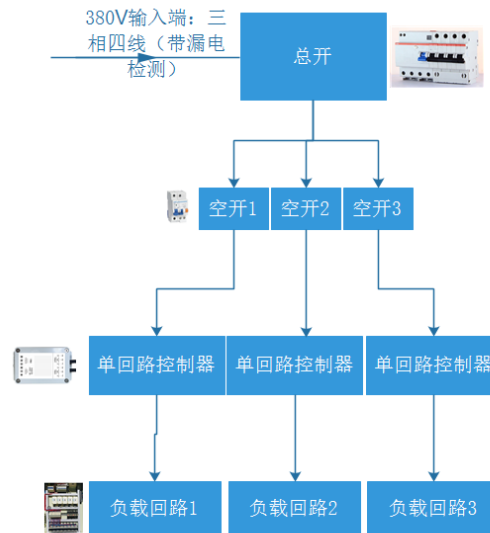 380V输入端：三
相四线（带漏电
检测）
总开
空开1
空开2
空开3
单回路控制器
单回路控制器
单回路控制器
负载回路1
负载回路2
负载回路3